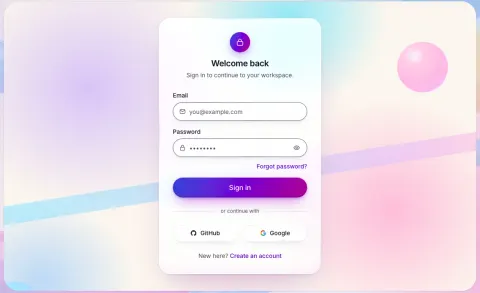 Welcome back
Sign in to continue to your workspace
Email
you@example.com
Password
••••••••
Forgot password?
Sign in
or continue with
GitHub
Google
New here? Create an account